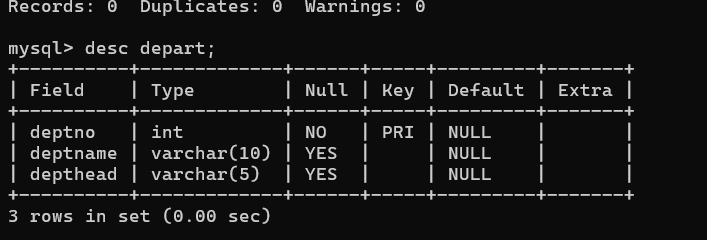 Records: 0  Duplicates: 0  Warnings: 0
mysql> desc depart;
+----------+-------------+------+-----+---------+-------+
| Field    | Type        | Null | Key | Default | Extra |
+----------+-------------+------+-----+---------+-------+
| deptno   | int         | NO   | PRI | NULL    |       |
| deptname | varchar(10) | YES  |     | NULL    |       |
| depthead | varchar(5)  | YES  |     | NULL    |       |
+----------+-------------+------+-----+---------+-------+
3 rows in set (0.00 sec)